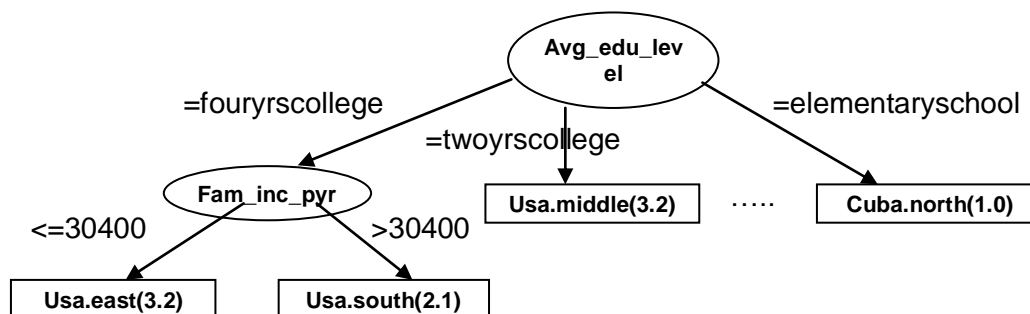 Avg_edu_lev
el
=fouryrscollege
=elementaryschool
=twoyrscollege
Fam_inc_pyr
Usa.middle(3.2)
.....
Cuba.north(1.0)
<=30400
>30400
Usa.east(3.2)
Usa.south(2.1)